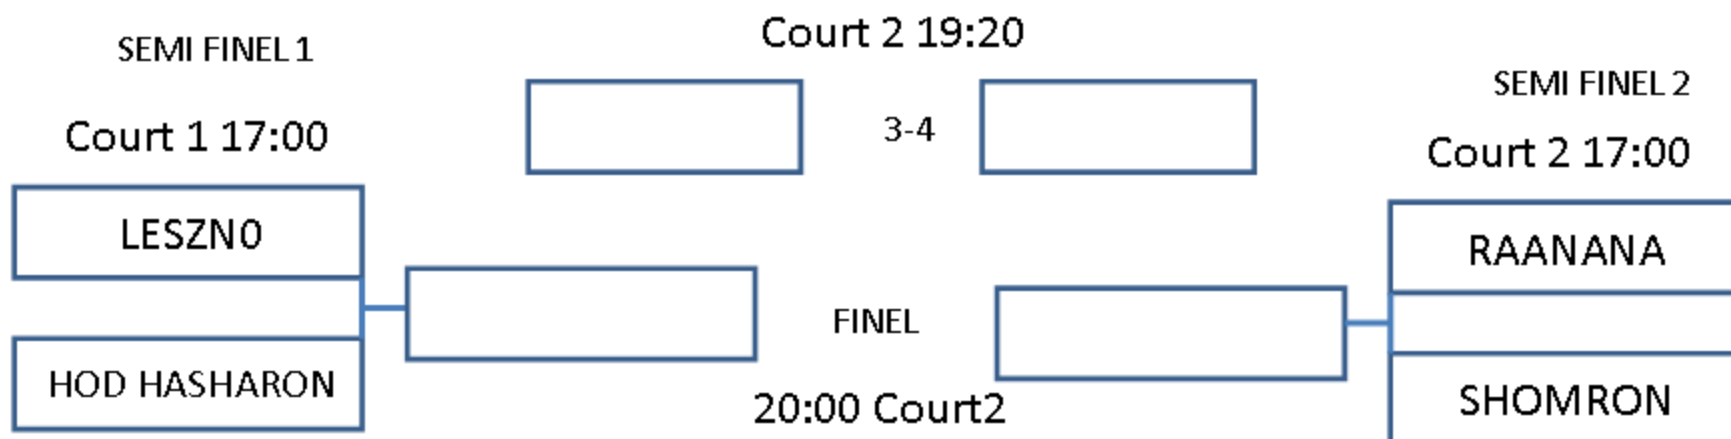 SEMI FINEL 1
Court 1 17:00
LESZN0
HOD HASHARON
Court 2 19:20
3-4
FINEL
20:00 Court2
SEMI FINEL 2
Court 2 17:00
RAANANA
SHOMRON